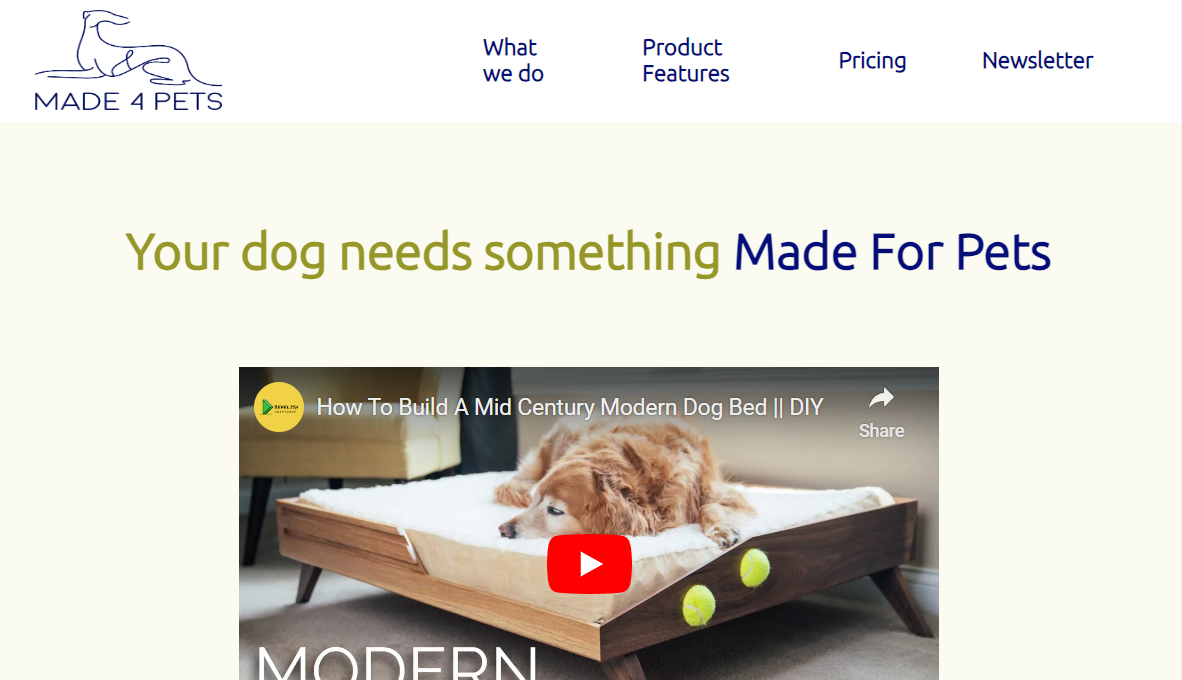 MADE 4 PETS
What
we do
Product
Features
Pricing
Newsletter
Your dog needs something Made For Pets
How To Build A Mid Century Modern Dog Bed || DIY
Share
MODERN